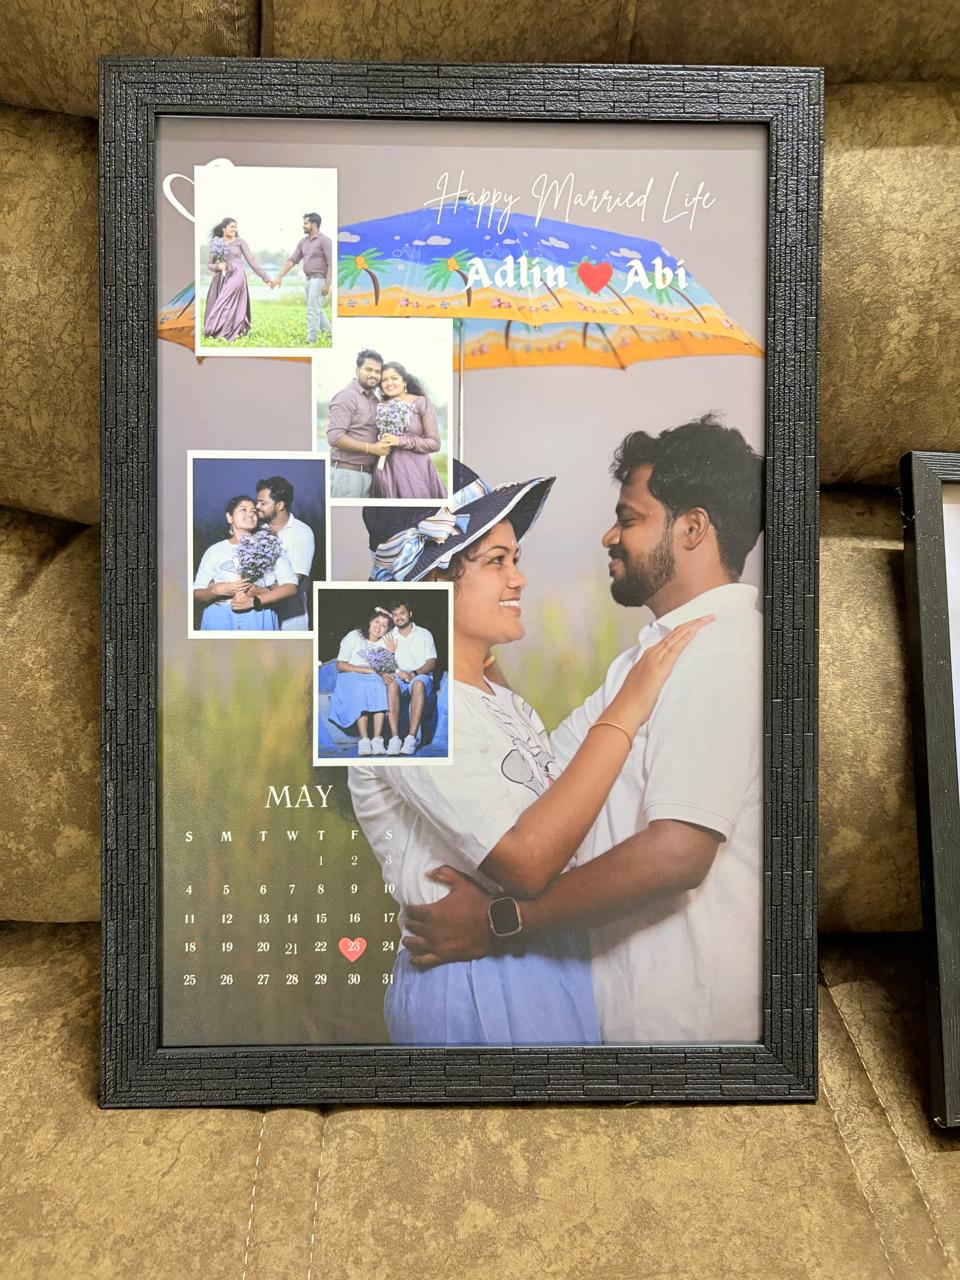 Happy Married Life
Adlin ❤ Abi
MAY
S M T W T F S
1 2 3
4 5 6 7 8 9 10
11 12 13 14 15 16 17
18 19 20 21 22 23 24
25 26 27 28 29 30 31